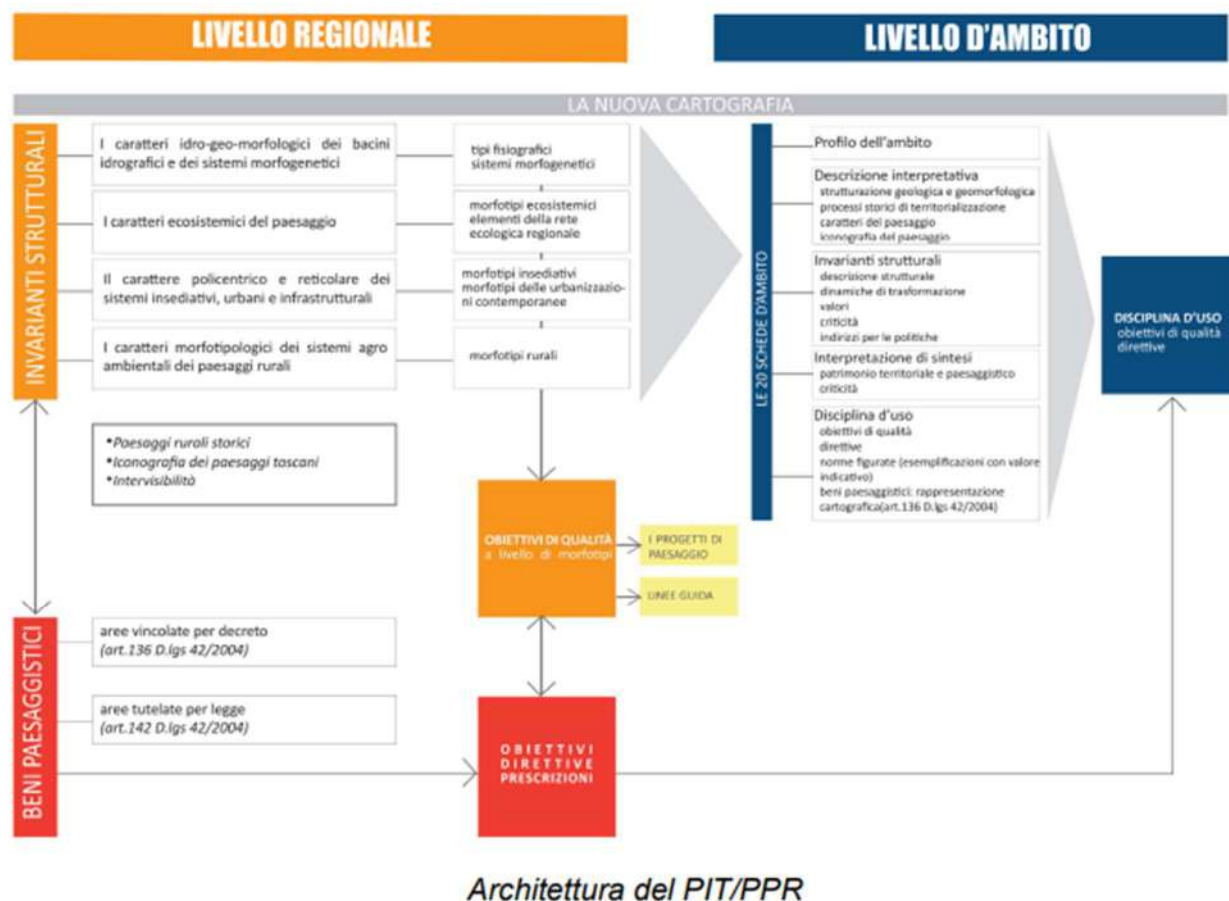 LIVELLO REGIONALE
LIVELLO D'AMBITO
LA NUOVA CARTOGRAFIA
INVARIANTI STRUTTURALI
I caratteri idro-geo-morfologici dei bacini
idrografici e dei sistemi morfogenetici
tipi fisiografici
sistemi morfogenetici
I caratteri ecosistemici del paesaggio
morfotipi ecosistemici
elementi della rete
ecologica regionale
Il carattere policentrico e reticolare dei
sistemi insediativi, urbani e infrastrutturali
morfotipi insediativi
morfotipi delle urbanizzazio-
ni contemporanee
I caratteri morfotipologici dei sistemi agro
ambientali dei paesaggi rurali
morfotipi rurali
*Paesaggi rurali storici
*Iconografia dei paesaggi toscani
*Intervisibilità
OBIETTIVI DI QUALITÀ
a livello di morfotipi
I PROGETTI DI
PAESAGGIO
LINEE GUIDA
BENI PAESAGGISTICI
aree vincolate per decreto
(art.136 D.lgs 42/2004)
aree tutelate per legge
(art.142 D.lgs 42/2004)
OBIETTIVI
DIRETTIVE
PRESCRIZIONI
LE 20 SCHEDE D'AMBITO
Profilo dell'ambito
Descrizione interpretativa
strutturazione geologica e geomorfologica
processi storici di territorializzazione
caratteri del paesaggio
iconografia del paesaggio
Invarianti strutturali
descrizione strutturale
dinamiche di trasformazione
valori
criticità
indirizzi per le politiche
Interpretazione di sintesi
patrimonio territoriale e paesaggistico
criticità
Disciplina d'uso
obiettivi di qualità
direttive
norme figurate (esemplificazioni con valore
indicativo)
beni paesaggistici: rappresentazione
cartografica(art.136 D.lgs 42/2004)
DISCIPLINA D'USO
obiettivi di qualità
direttive
Architettura del PIT/PPR